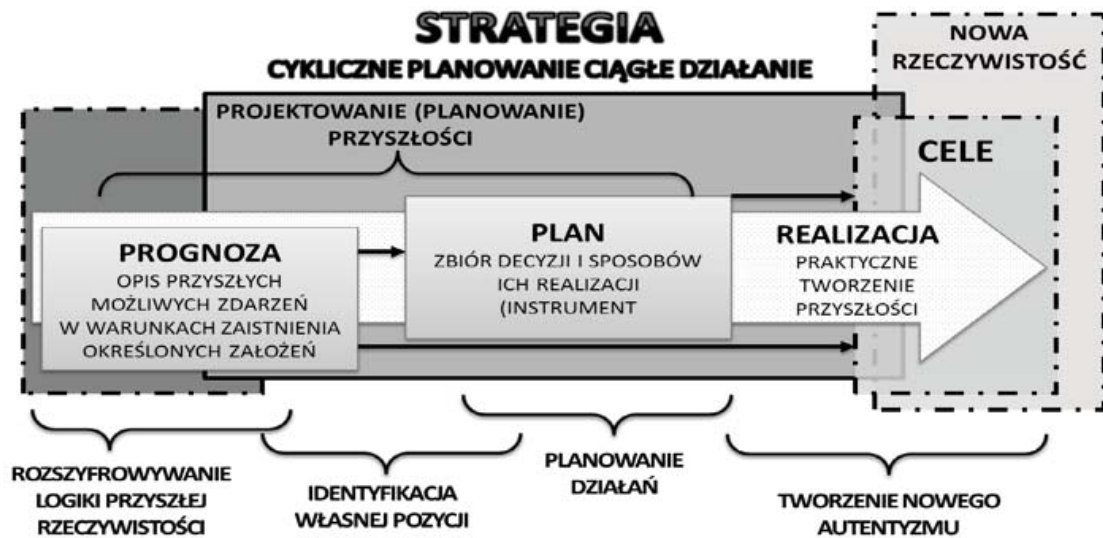 STRATEGIA
CYKLICZNE PLANOWANIE CIĄGŁE DZIAŁANIE
NOWA
RZECZYWISTOŚĆ
PROJEKTOWANIE (PLANOWANIE)
PRZYSZŁOŚCI
CELE
PROGNOZA
OPIS PRZYSZŁYCH
MOŻLIWYCH ZDARZEŃ
W WARUNKACH ZAISTNIENIA
OKREŚLONYCH ZAŁOŻEŃ
PLAN
ZBIÓR DECYZJI I SPOSOBÓW
ICH REALIZACJI
(INSTRUMENT
REALIZACJA
PRAKTYCZNE
TWORZENIE
PRZYSZŁOŚCI
ROZSZYFROWYWANIE
LOGIKI PRZYSZŁEJ
RZECZYWISTOŚCI
IDENTYFIKACJA
WŁASNEJ POZYCJI
PLANOWANIE
DZIAŁAŃ
TWORZENIE NOWEGO
AUTENTYZMU